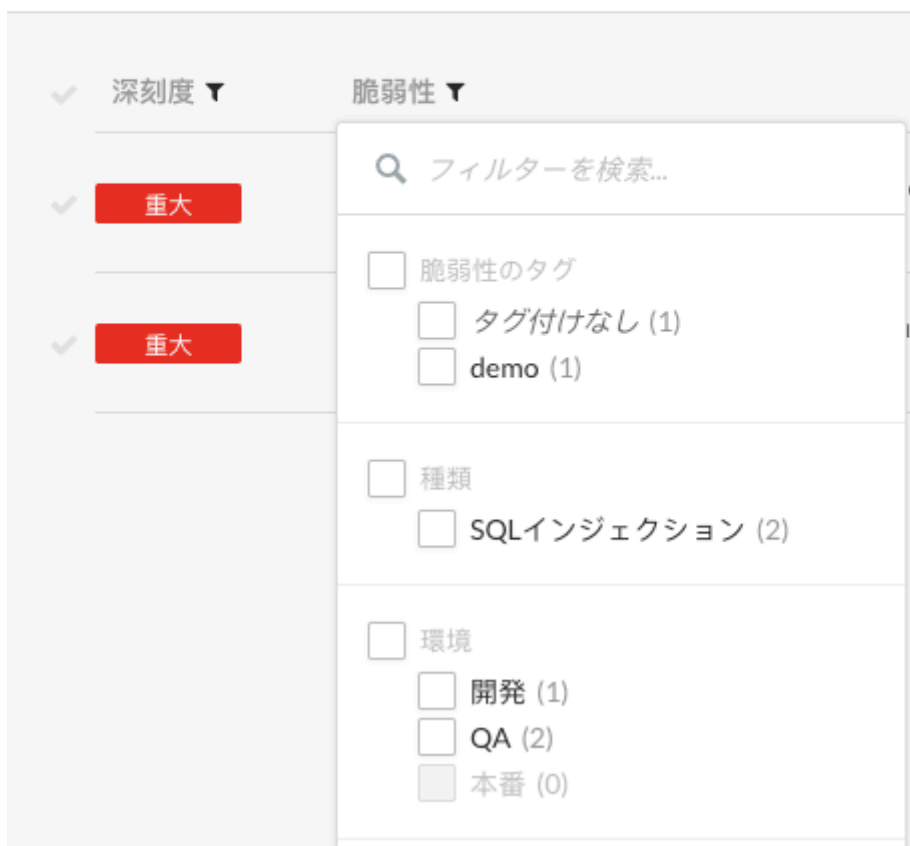 深刻度 脆弱性
フィルターを検索...
重大
脆弱性のタグ
タグ付けなし (1)
重大
demo (1)
種類
SQLインジェクション (2)
環境
開発 (1)
QA (2)
本番 (0)